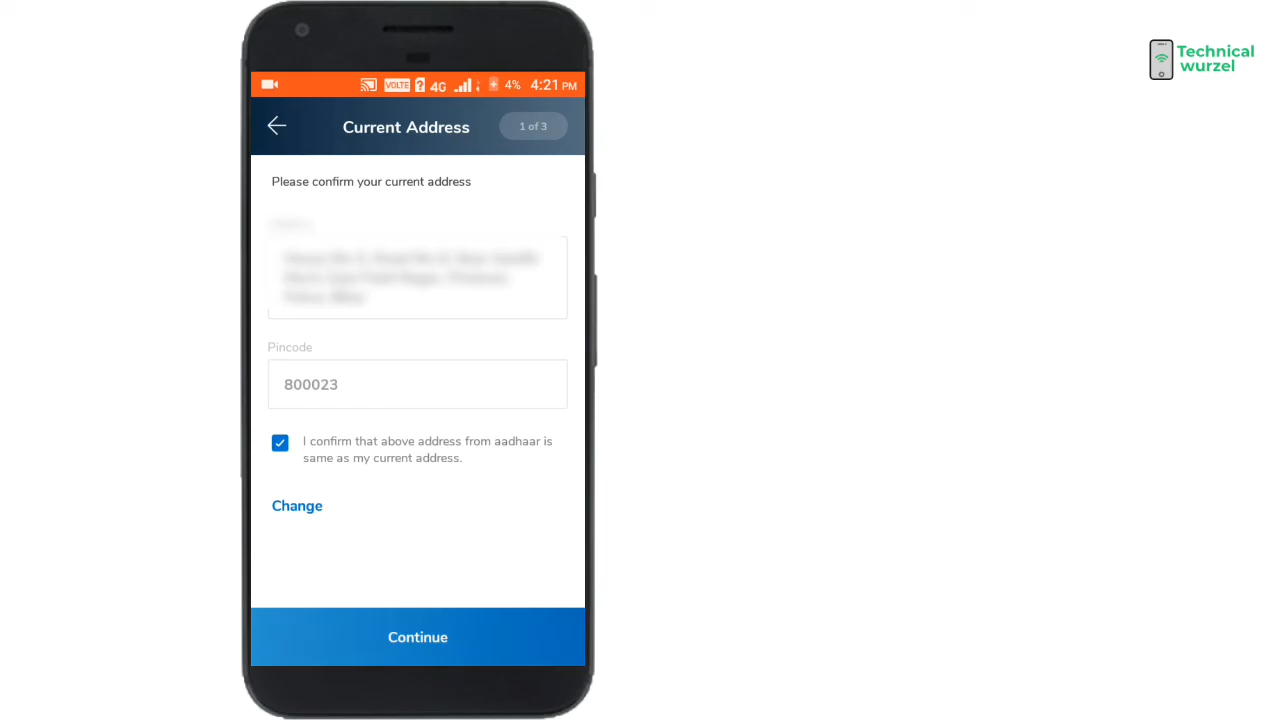 Technical
wurzel
VOLTE ? 4G 4% 4:21 PM
Current Address
1 of 3
Please confirm your current address
Pincode
800023
I confirm that above address from aadhaar is
same as my current address.
Change
Continue